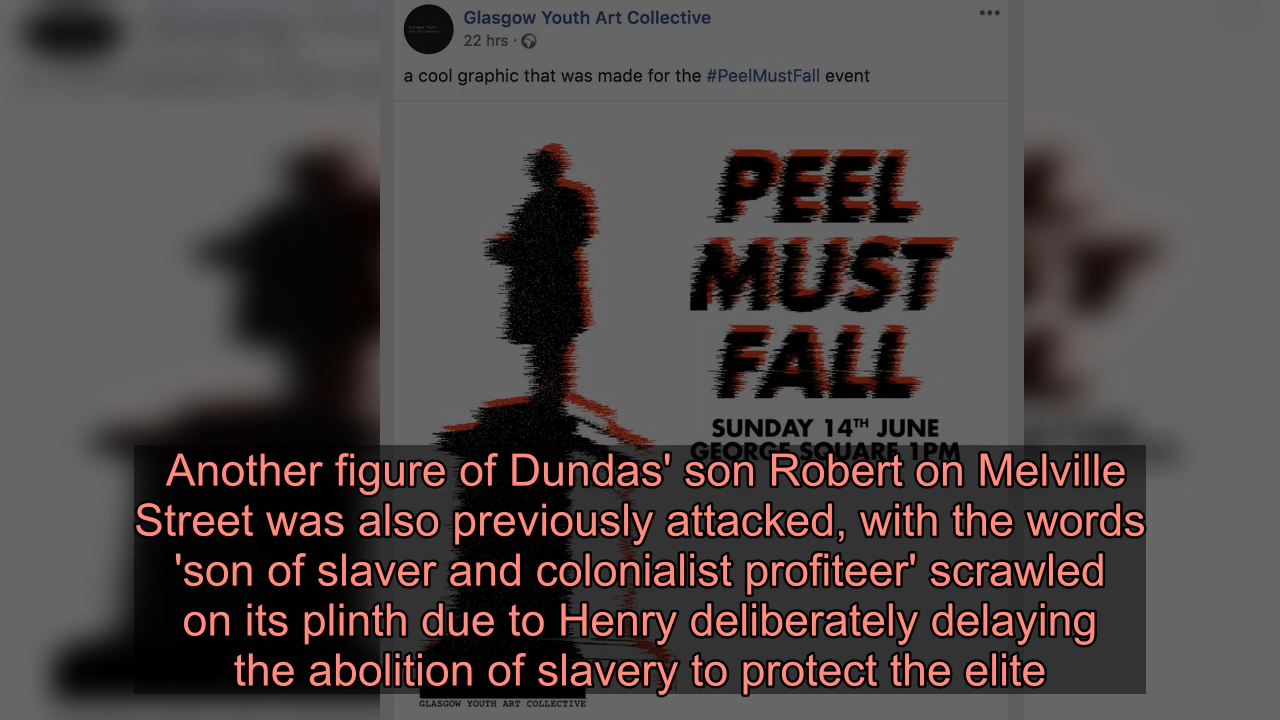 Glasgow Youth Art Collective
22 hrs ·
a cool graphic that was made for the #PeelMustFall event
PEEL
MUST
FALL
SUNDAY 14TH JUNE
GEORGE SQUARE 1PM
Another figure of Dundas' son Robert on Melville
Street was also previously attacked, with the words
'son of slaver and colonialist profiteer' scrawled
on its plinth due to Henry deliberately delaying
the abolition of slavery to protect the elite
GLASGOW YOUTH ART COLLECTIVE